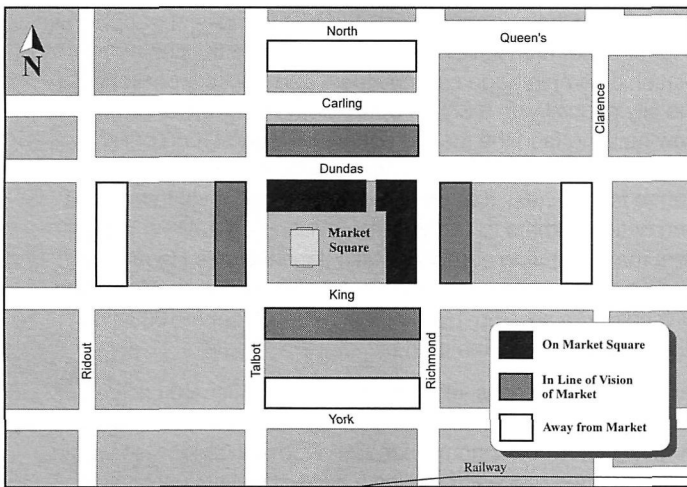 North
Queen's
N
Carling
Clarence
Dundas
Market
Square
King
Ridout
Talbot
Richmond
On Market Square
In Line of Vision
of Market
Away from Market
York
Railway